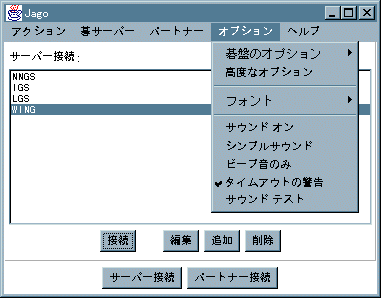 Jago
アクション 碁サーバー パートナー オプション ヘルプ
サーバー接続:
NNGS
IGS
LGS
WING
碁盤のオプション
高度なオプション
フォント
サウンド オン
シンプルサウンド
ビープ音のみ
タイムアウトの警告
サウンド テスト
接続 編集 追加 削除
サーバー接続 パートナー接続